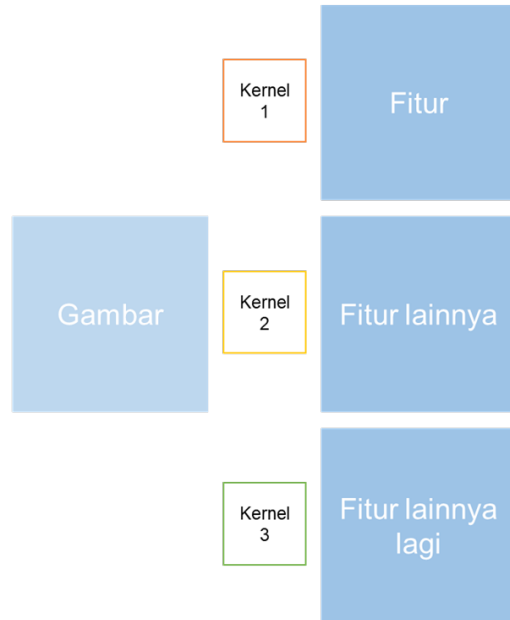 Kernel
1
Fitur
Gambar
Kernel
2
Fitur lainnya
Kernel
3
Fitur lainnya
lagi